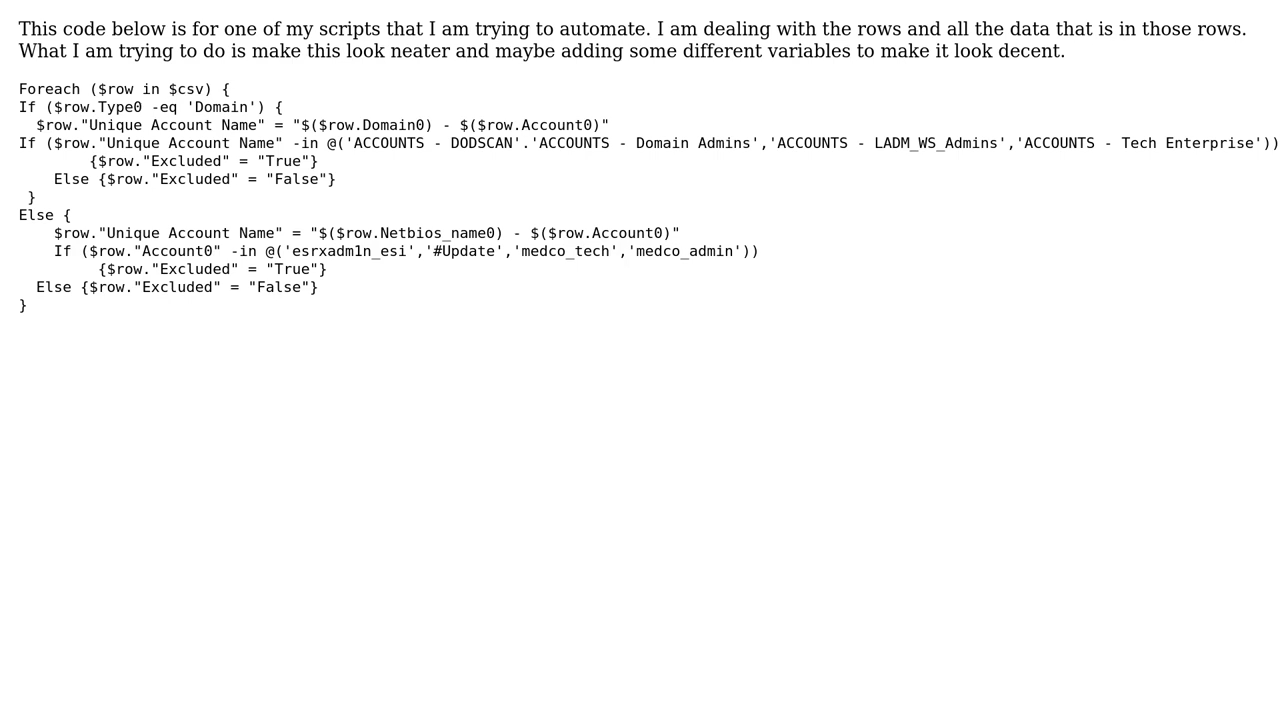 This code below is for one of my scripts that I am trying to automate. I am dealing with the rows and all the data that is in those rows.
What I am trying to do is make this look neater and maybe adding some different variables to make it look decent.
Foreach ($row in $csv) {
If ($row.Type0 -eq 'Domain') {
  $row."Unique Account Name" = "$($row.Domain0) - $($row.Account0)"
If ($row."Unique Account Name" -in @('ACCOUNTS - DODSCAN'.'ACCOUNTS - Domain Admins','ACCOUNTS - LADM_WS_Admins','ACCOUNTS - Tech Enterprise'))
        {$row."Excluded" = "True"}
    Else {$row."Excluded" = "False"}
 }
Else {
    $row."Unique Account Name" = "$($row.Netbios_name0) - $($row.Account0)"
    If ($row."Account0" -in @('esrxadm1n_esi','#Update','medco_tech','medco_admin'))
         {$row."Excluded" = "True"}
  Else {$row."Excluded" = "False"}
}